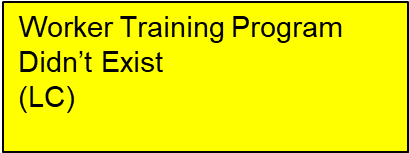 Worker Training Program
Didn’t Exist
(LC)